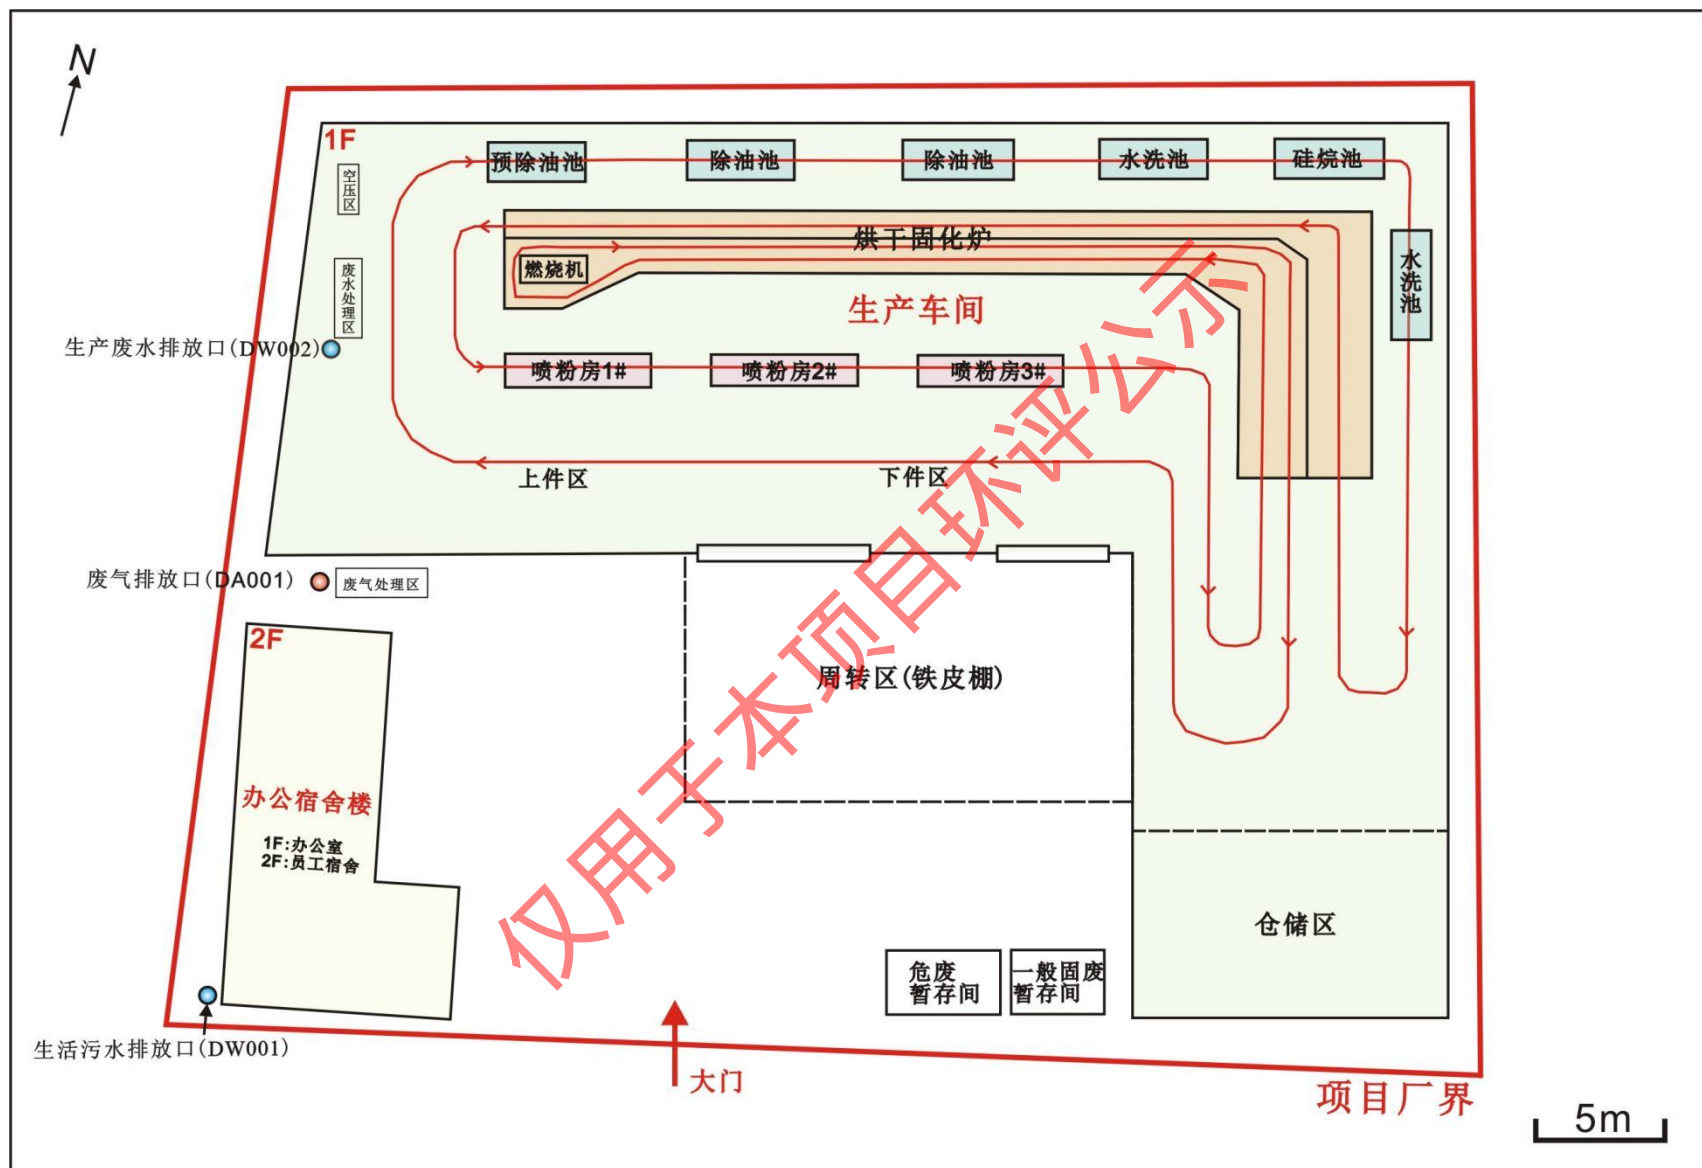 N
1F
预除油池
除油池
除油池
水洗池
硅烷池
空压区
烘干固化炉
水洗池
燃烧机
废水处理区
生产车间
生产废水排放口(DW002)
喷粉房1#
喷粉房2#
喷粉房3#
上件区
下件区
废气排放口(DA001)
废气处理区
2F
周转区(铁皮棚)
办公宿舍楼
1F:办公室
2F:员工宿舍
仓储区
危废
暂存间
一般固废
暂存间
生活污水排放口(DW001)
大门
项目厂界
5m
仅用于本项目环评公示